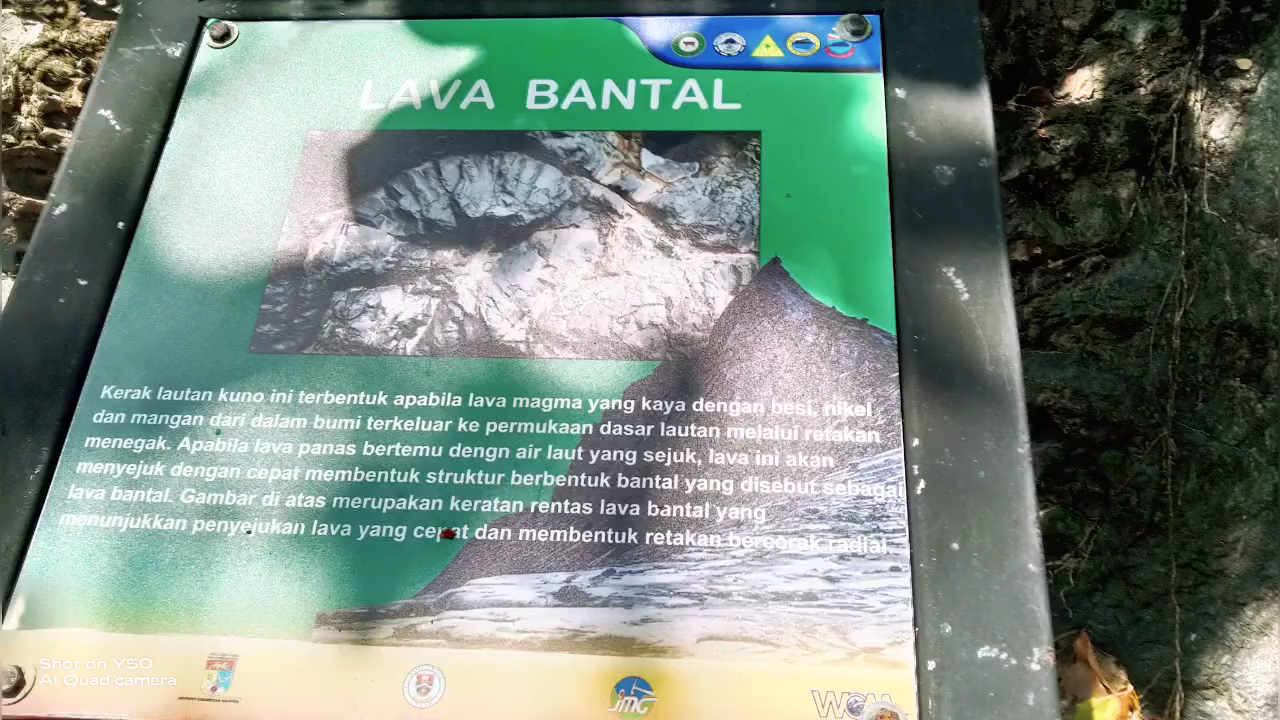 LAVA BANTAL
Kerak lautan kuno ini terbentuk apabila lava magma yang kaya dengan besi, nikel
dan mangan dari dalam bumi terkeluar ke permukaan dasar lautan melalui retakan
menegak. Apabila lava panas bertemu dengn air laut yang sejuk, lava ini akan
menyejuk dengan cepat membentuk struktur berbentuk bantal yang disebut sebagai
lava bantal. Gambar di atas merupakan keratan rentas lava bantal yang
menunjukkan penyejukan lava yang cepat dan membentuk retakan bercorak radial.
Shot on Y50
AI Quad camera
JMG